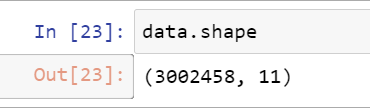 In [23]: data.shape
Out[23]: (3002458, 11)